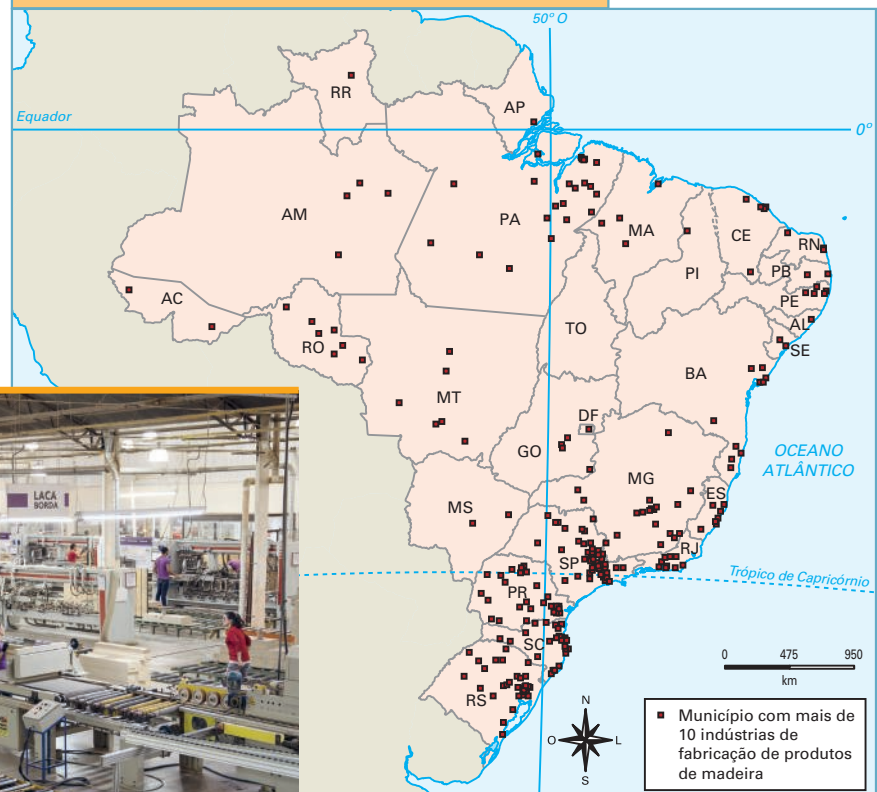 50º O
RR
AP
Equador
0º
AM
PA
MA
CE
RN
PB
PI
PE
AC
AL
TO
SE
RO
BA
MT
DF
GO
OCEANO
ATLÂNTICO
MG
ES
MS
SP
RJ
Trópico de Capricórnio
PR
SC
RS
LACA
BORDA
0 475 950
km
N
O L
S
Município com mais de
10 indústrias de
fabricação de produtos
de madeira